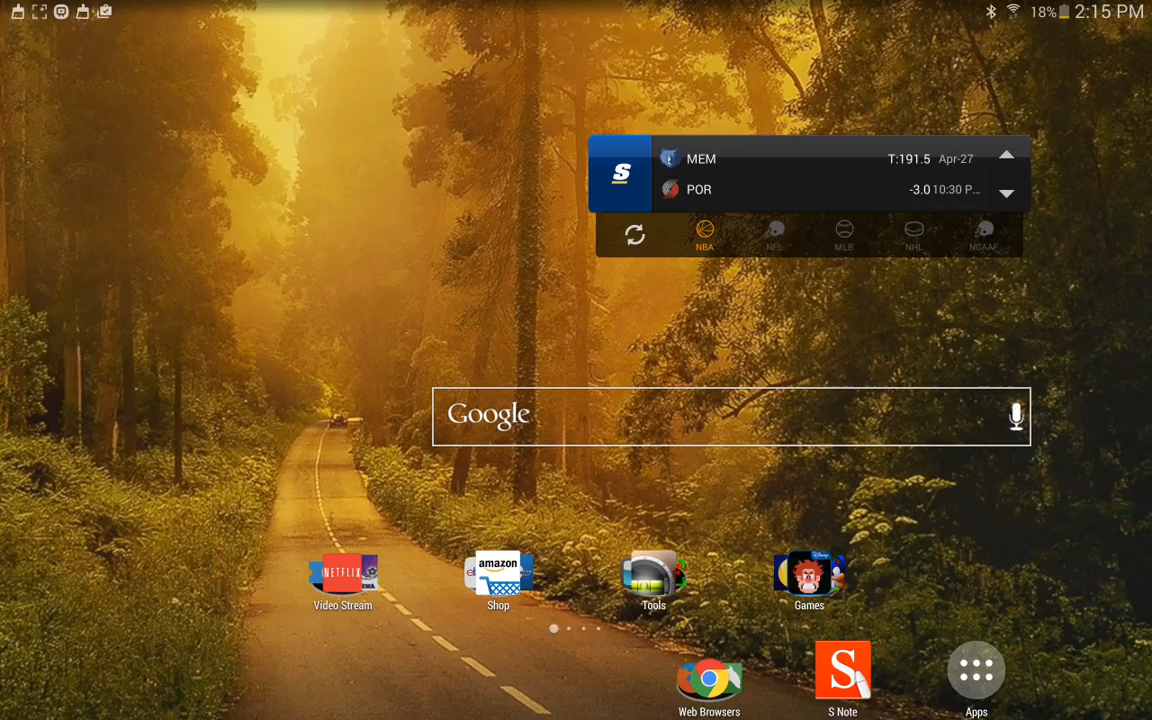 18% 2:15 PM
S
MEM T:191.5 Apr-27
POR -3.0 10:30 P...
NBA NFL MLB NHL NCAAF
Google
NETFLIX
amazon
Disney
Video Stream Shop Tools Games
S
Web Browsers S Note Apps